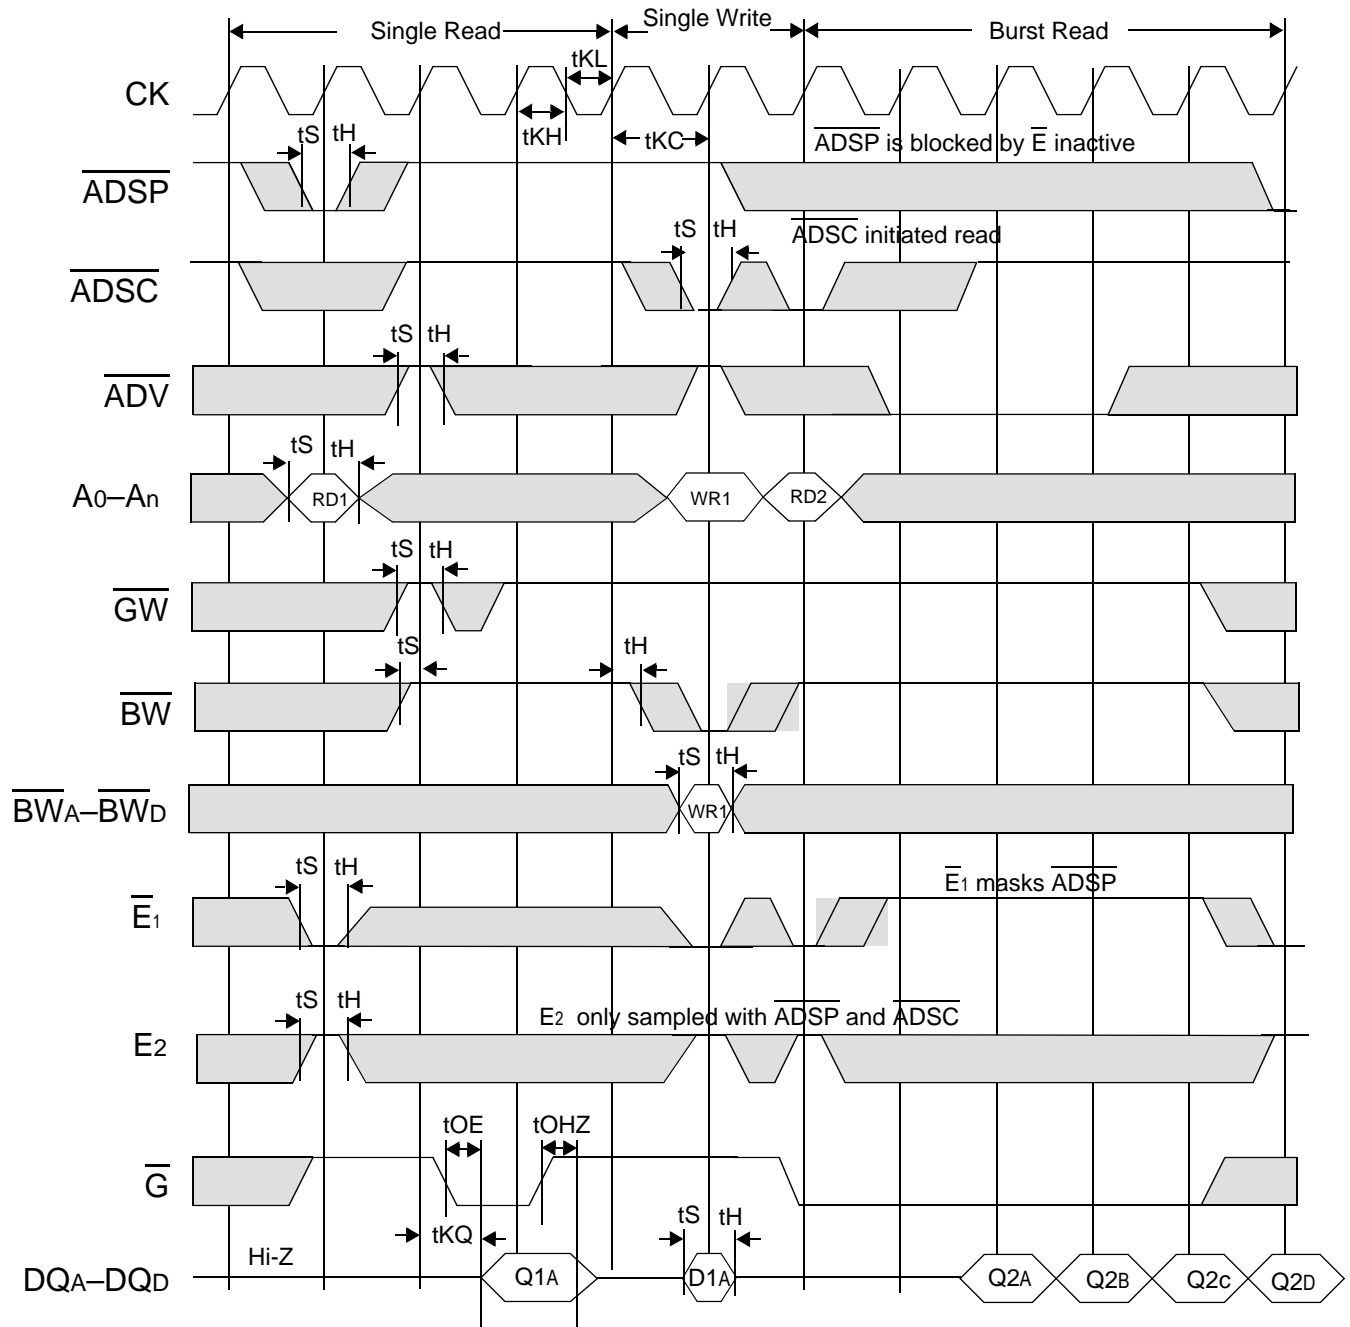 Single Read
Single Write
Burst Read
tKL
CK
tKH
tKC
tS tH
ADSP is blocked by E inactive
ADSP
tS tH
ADSC initiated read
ADSC
tS tH
ADV
tS tH
A0–An
RD1
WR1
RD2
tS tH
GW
tS
tH
BW
tS tH
BWA–BWD
WR1
tS tH
E1 masks ADSP
E1
tS tH
E2 only sampled with ADSP and ADSC
E2
tOE
tOHZ
G
tKQ
tS tH
Hi-Z
DQA–DQD
Q1A
D1A
Q2A
Q2B
Q2c
Q2D